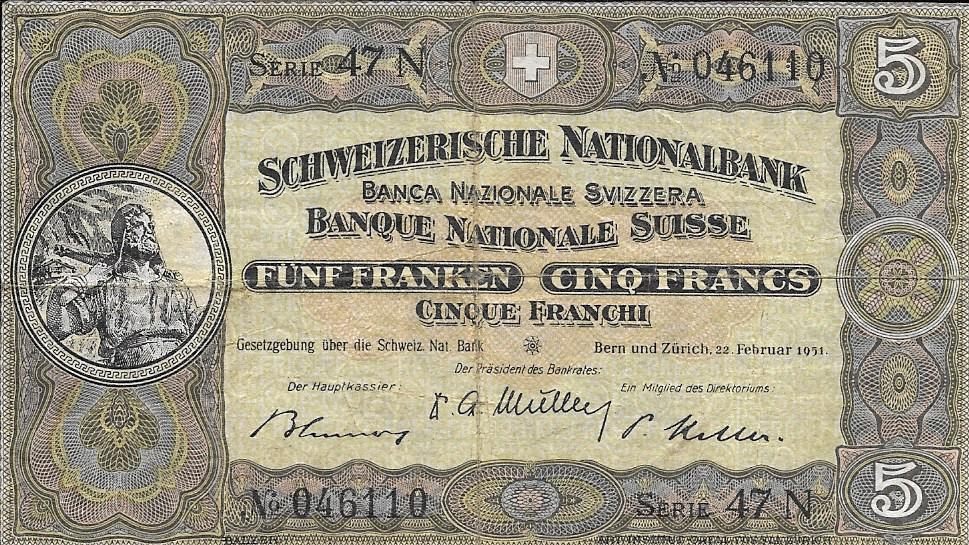 SERIE 47 N
No 046110
5
SCHWEIZERISCHE NATIONALBANK
BANCA NAZIONALE SVIZZERA
BANQUE NATIONALE SUISSE
FÜNF FRANKEN CINQ FRANCS
CINQUE FRANCHI
Gesetzgebung über die Schweiz. Nat. Bank
Bern und Zürich, 22. Februar 1951.
Der Präsident des Bankrates:
Der Hauptkassier:
Ein Mitglied des Direktoriums:
No 046110
SERIE 47 N
5
BALZER